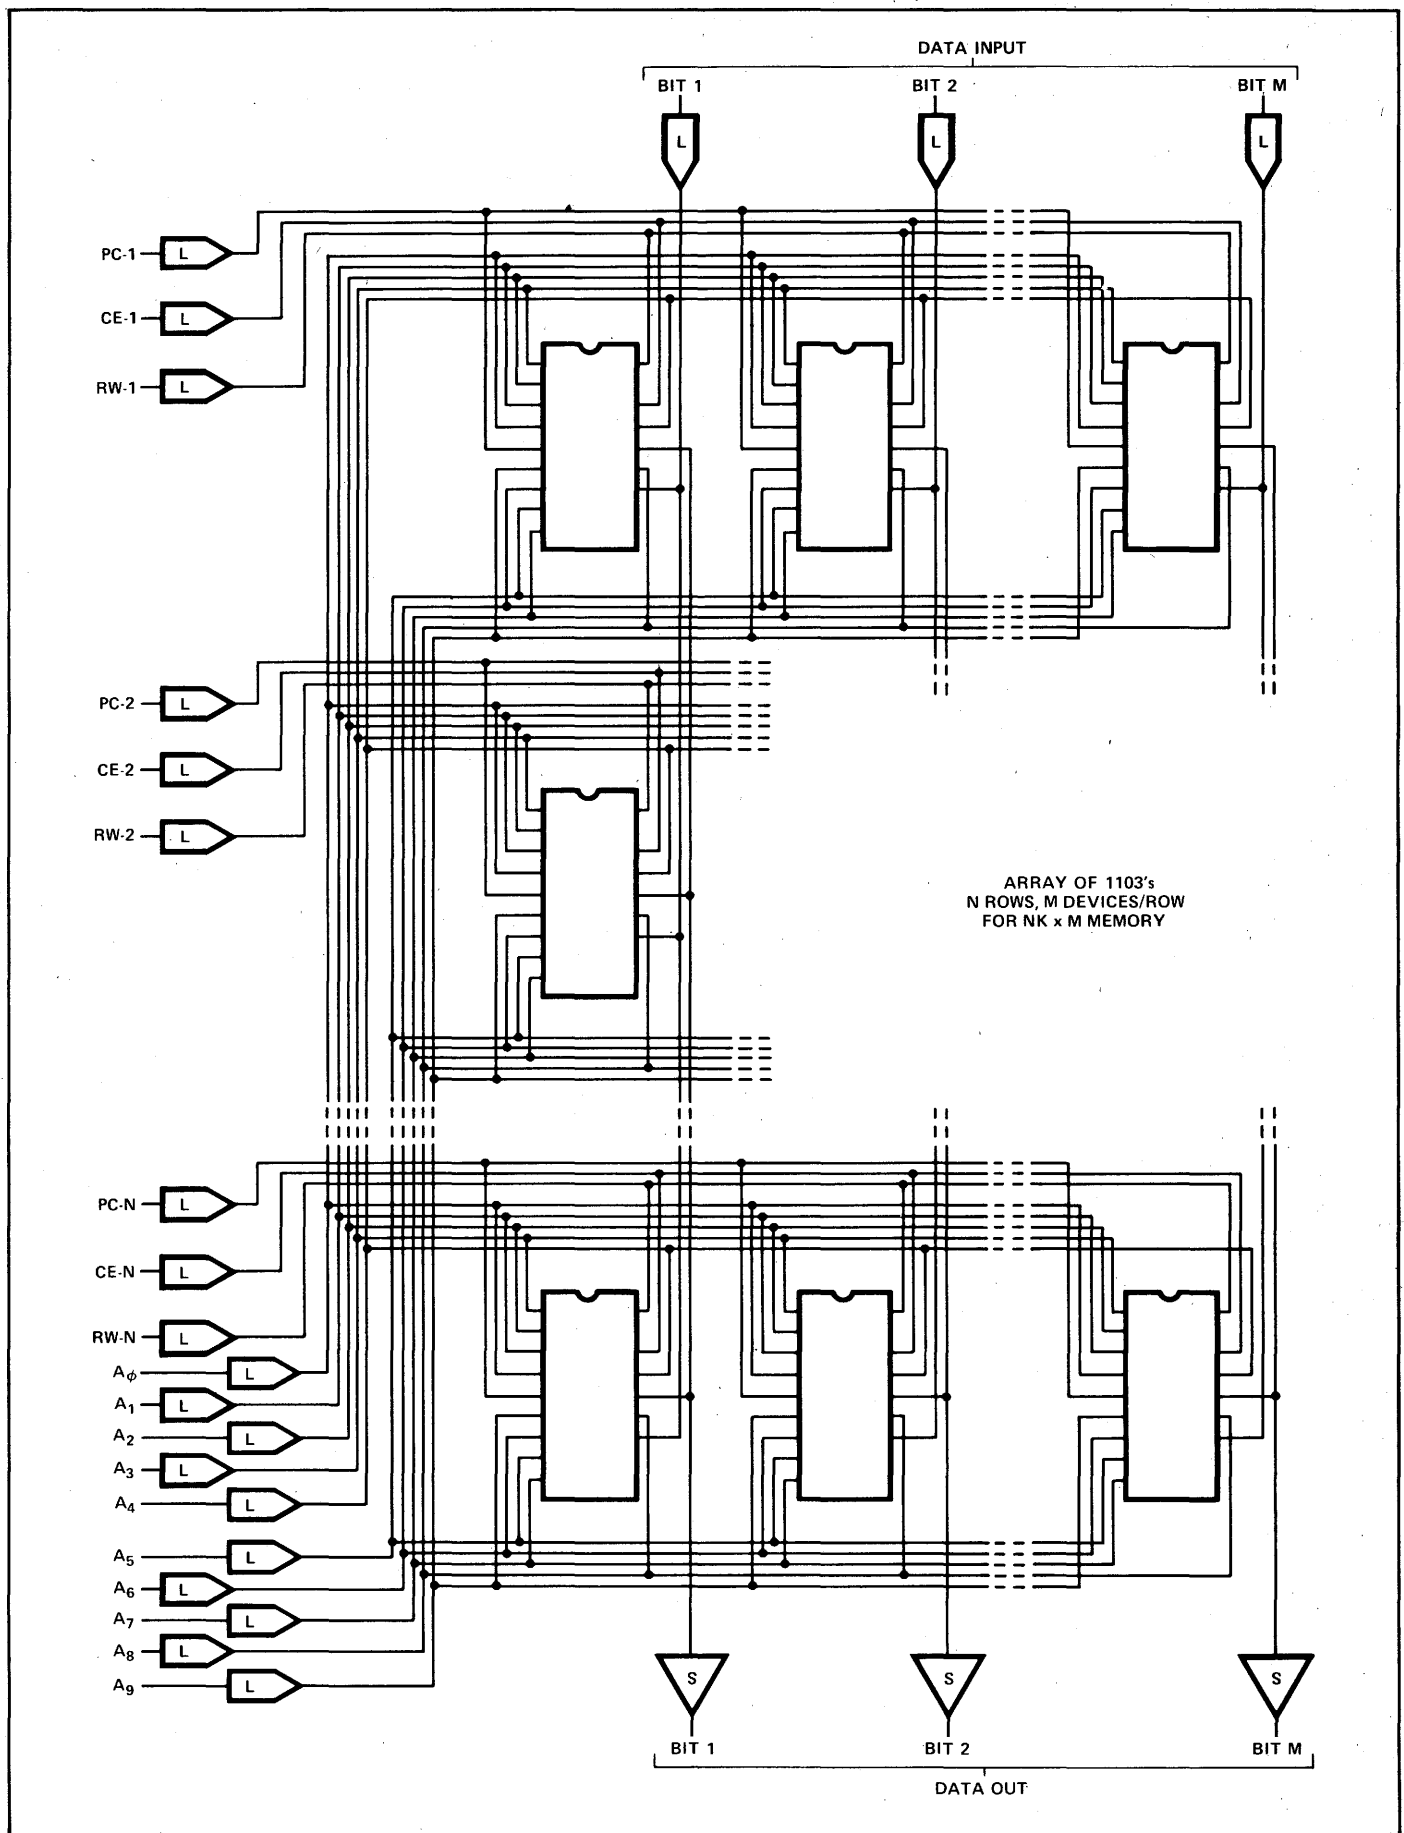 DATA INPUT
BIT 1 BIT 2 BIT M
L L L
PC-1 L
CE-1 L
RW-1 L
PC-2 L
CE-2 L
RW-2 L
ARRAY OF 1103's
N ROWS, M DEVICES/ROW
FOR NK x M MEMORY
PC-N L
CE-N L
RW-N L
Aϕ L
A1 L
A2 L
A3 L
A4 L
A5 L
A6 L
A7 L
A8 L
A9 L
S S S
BIT 1 BIT 2 BIT M
DATA OUT